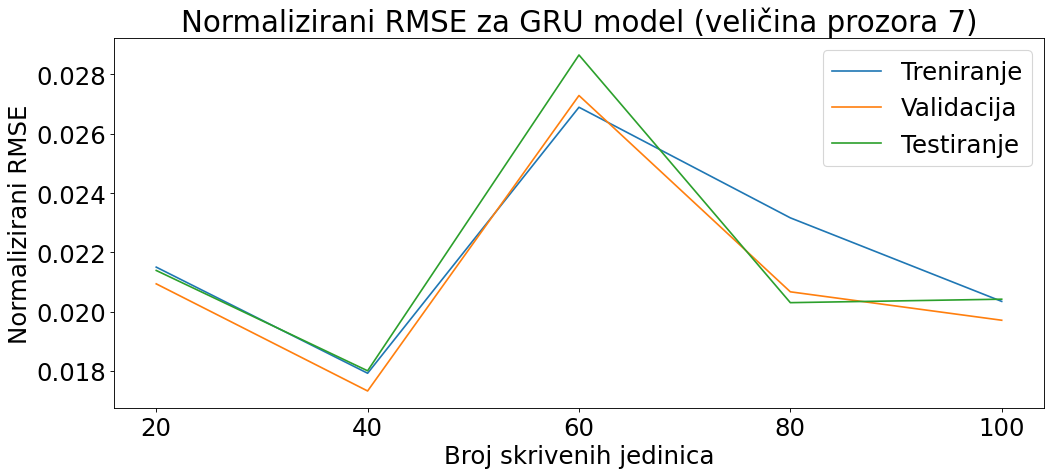 Normalizirani RMSE za GRU model (veličina prozora 7)
Treniranje
Validacija
Testiranje
Normalizirani RMSE
0.028
0.026
0.024
0.022
0.020
0.018
20
40
60
80
100
Broj skrivenih jedinica